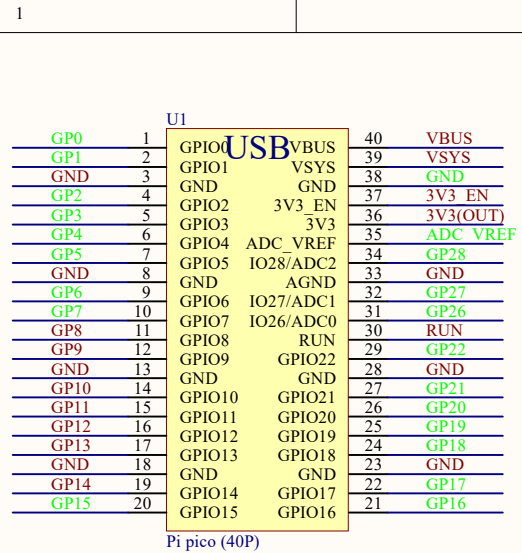 1
U1
USB
GP0 1 GPIO0 VBUS 40 VBUS
GP1 2 GPIO1 VSYS 39 VSYS
GND 3 GND GND 38 GND
GP2 4 GPIO2 3V3_EN 37 3V3_EN
GP3 5 GPIO3 3V3 36 3V3(OUT)
GP4 6 GPIO4 ADC_VREF 35 ADC_VREF
GP5 7 GPIO5 IO28/ADC2 34 GP28
GND 8 GND AGND 33 GND
GP6 9 GPIO6 IO27/ADC1 32 GP27
GP7 10 GPIO7 IO26/ADC0 31 GP26
GP8 11 GPIO8 RUN 30 RUN
GP9 12 GPIO9 GPIO22 29 GP22
GND 13 GND GND 28 GND
GP10 14 GPIO10 GPIO21 27 GP21
GP11 15 GPIO11 GPIO20 26 GP20
GP12 16 GPIO12 GPIO19 25 GP19
GP13 17 GPIO13 GPIO18 24 GP18
GND 18 GND GND 23 GND
GP14 19 GPIO14 GPIO17 22 GP17
GP15 20 GPIO15 GPIO16 21 GP16
Pi pico (40P)